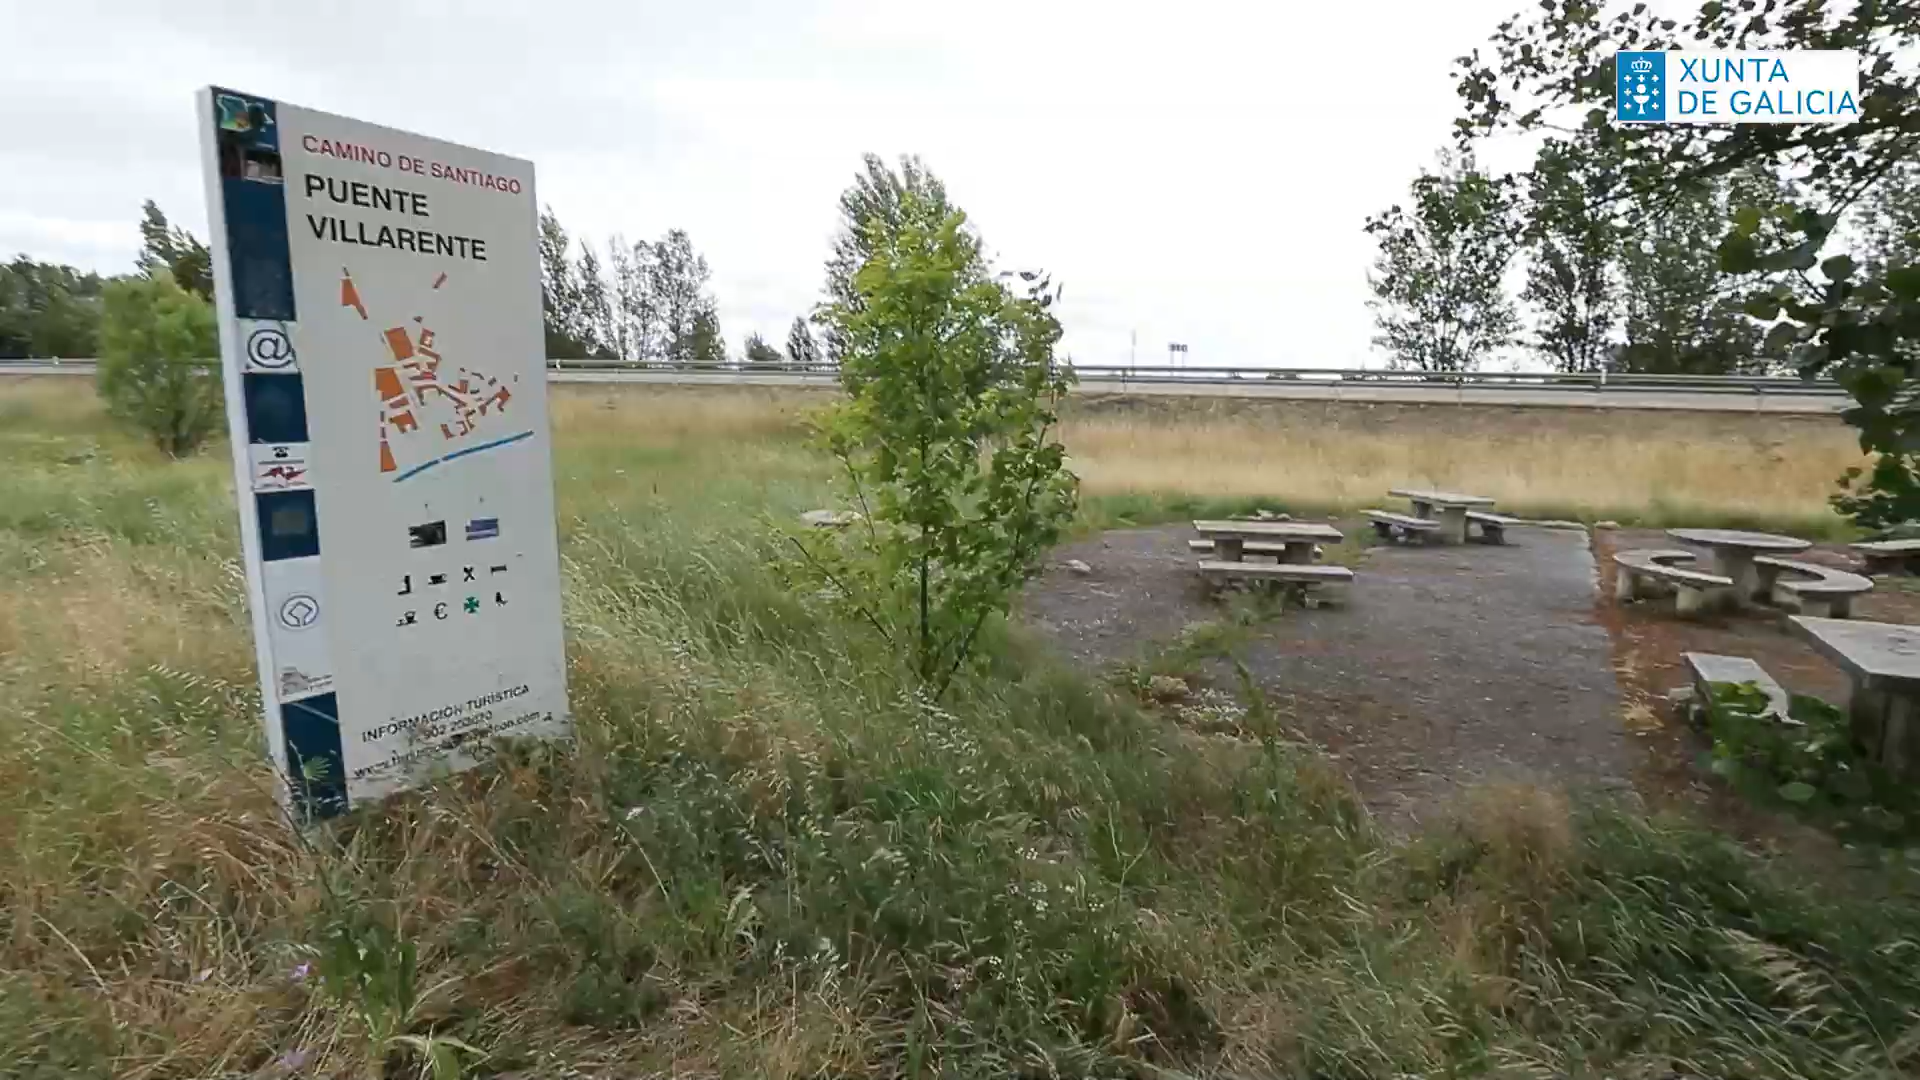 CAMINO DE SANTIAGO
PUENTE
VILLARENTE
@
€
INFORMACIÓN TURÍSTICA
XUNTA
DE GALICIA